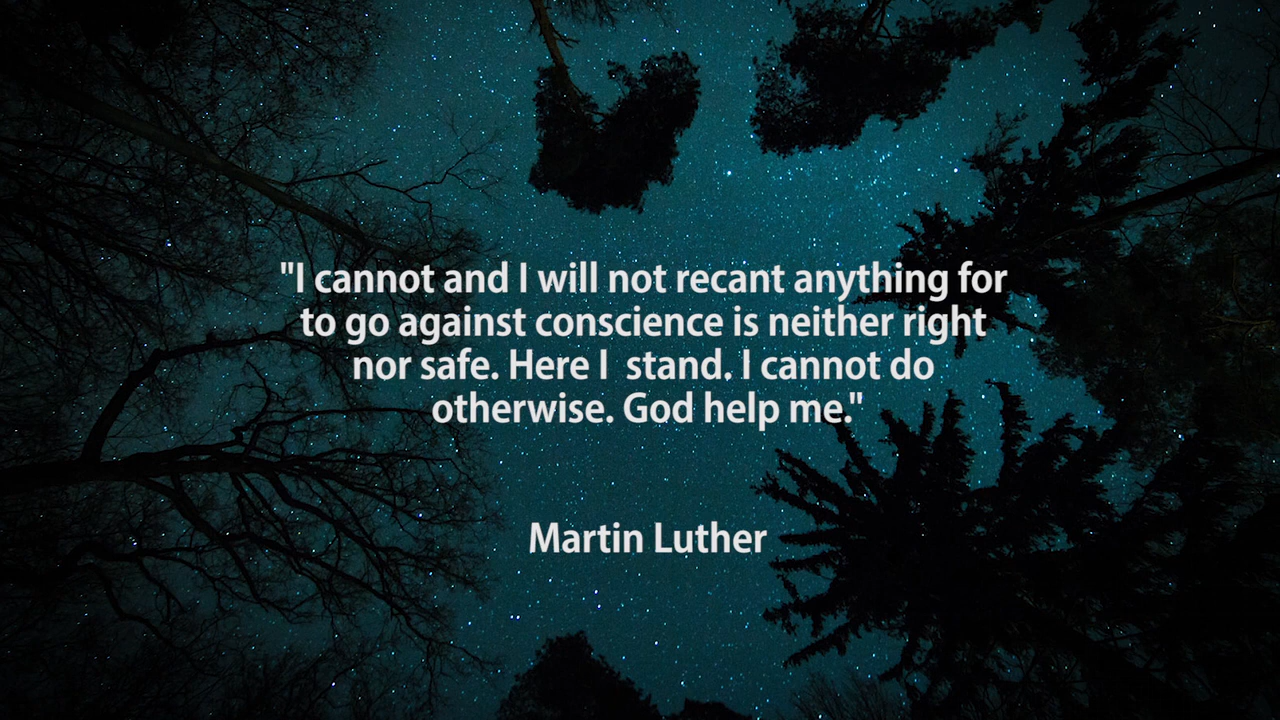 "I cannot and I will not recant anything for
to go against conscience is neither right
nor safe. Here I  stand. I cannot do
otherwise. God help me."
Martin Luther